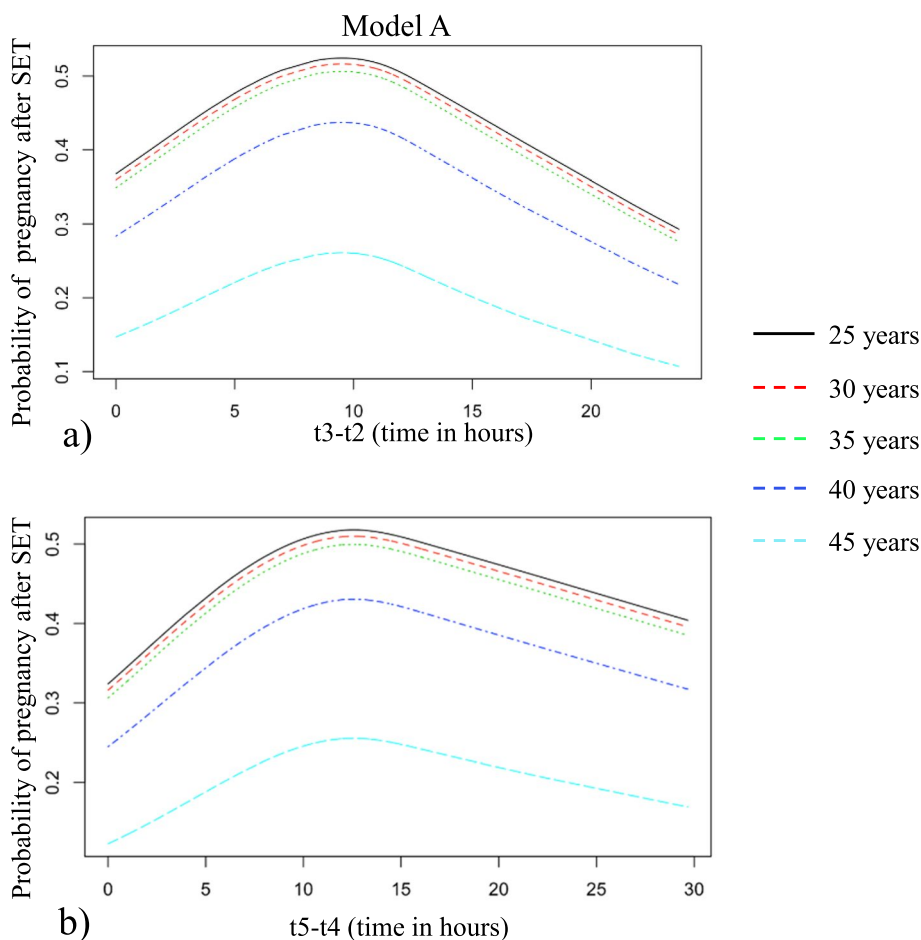 Model A
Probability of pregnancy after SET
0.5
0.4
0.3
0.2
0.1
0 5 10 15 20
t3-t2 (time in hours)
a)
25 years
30 years
35 years
40 years
45 years
Probability of pregnancy after SET
0.5
0.4
0.3
0.2
0 5 10 15 20 25 30
t5-t4 (time in hours)
b)